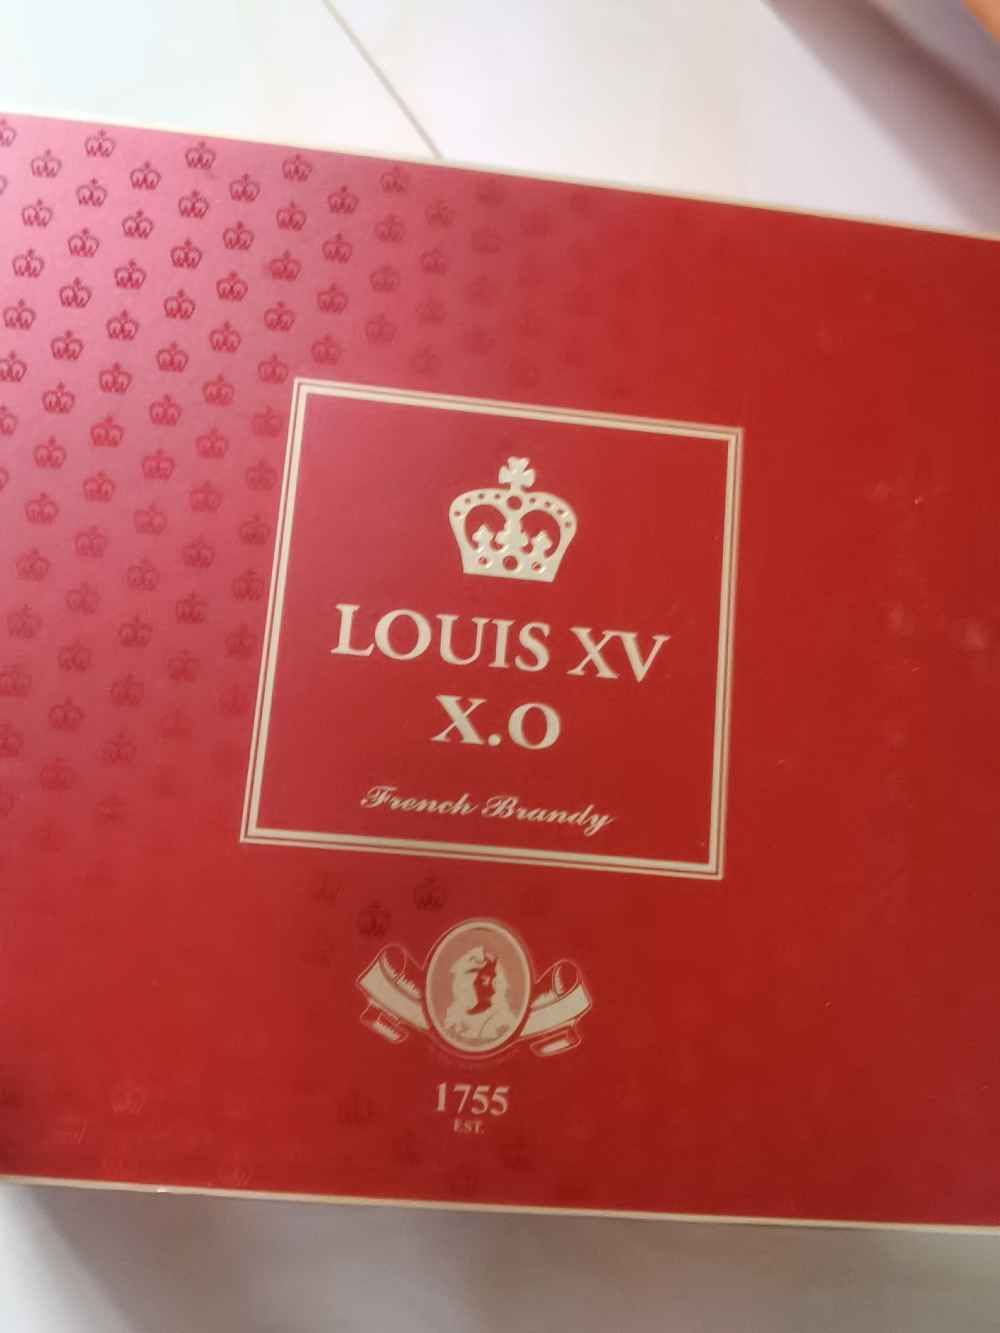 LOUIS XV
X.O
French Brandy
1755
EST.